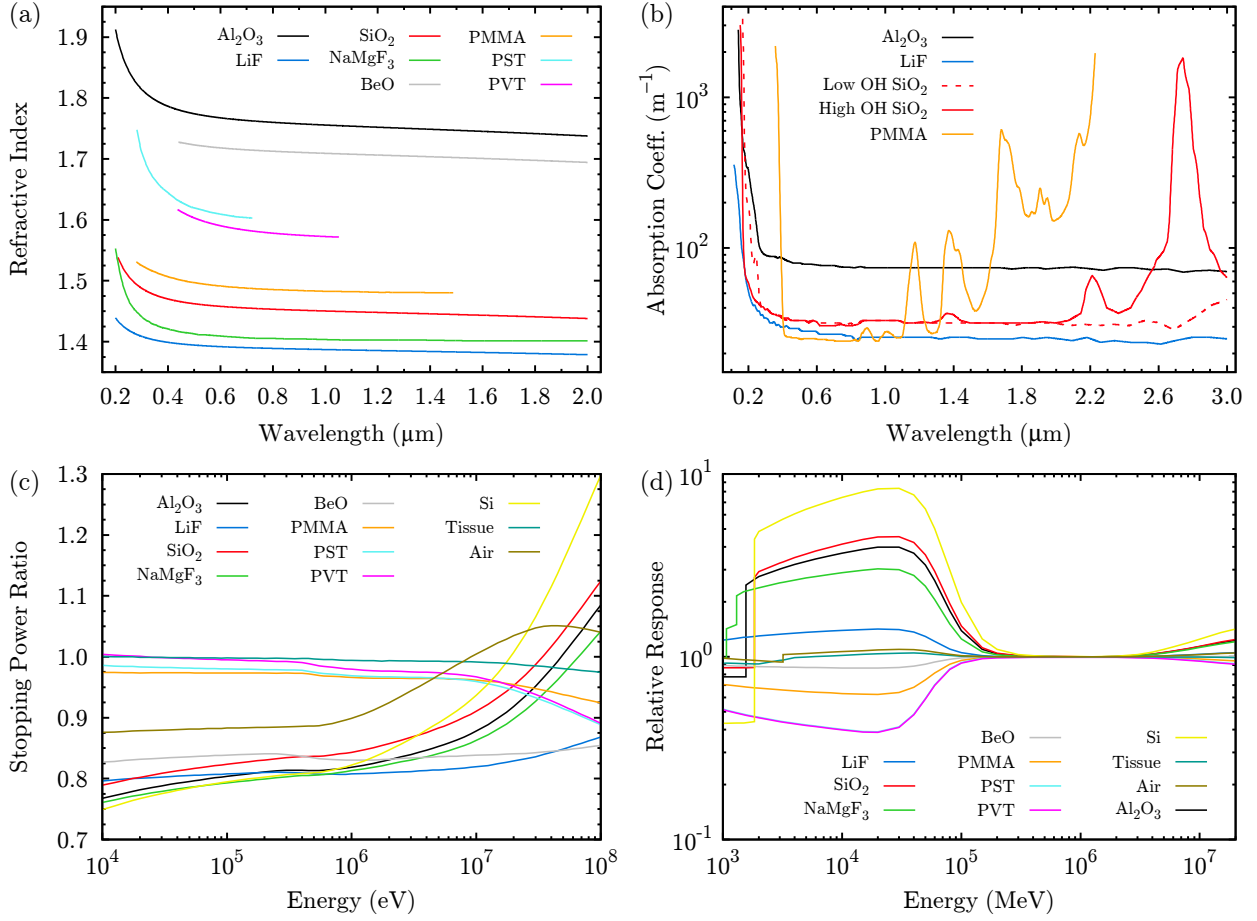 (a)
Al₂O₃
LiF
SiO₂
NaMgF₃
BeO
PMMA
PST
PVT
1.9
1.8
1.7
1.6
1.5
1.4
Refractive Index
0.2 0.4 0.6 0.8 1.0 1.2 1.4 1.6 1.8 2.0
Wavelength (μm)
(b)
Al₂O₃
LiF
Low OH SiO₂
High OH SiO₂
PMMA
10³
10²
Absorption Coeff. (m⁻¹)
0.2 0.6 1.0 1.4 1.8 2.2 2.6 3.0
Wavelength (μm)
(c)
Al₂O₃
LiF
SiO₂
NaMgF₃
BeO
PMMA
PST
PVT
Si
Tissue
Air
1.3
1.2
1.1
1.0
0.9
0.8
0.7
Stopping Power Ratio
10⁴ 10⁵ 10⁶ 10⁷ 10⁸
Energy (eV)
(d)
10¹
10⁰
10⁻¹
Relative Response
LiF
SiO₂
NaMgF₃
BeO
PMMA
PST
PVT
Si
Tissue
Air
Al₂O₃
10³ 10⁴ 10⁵ 10⁶ 10⁷
Energy (MeV)